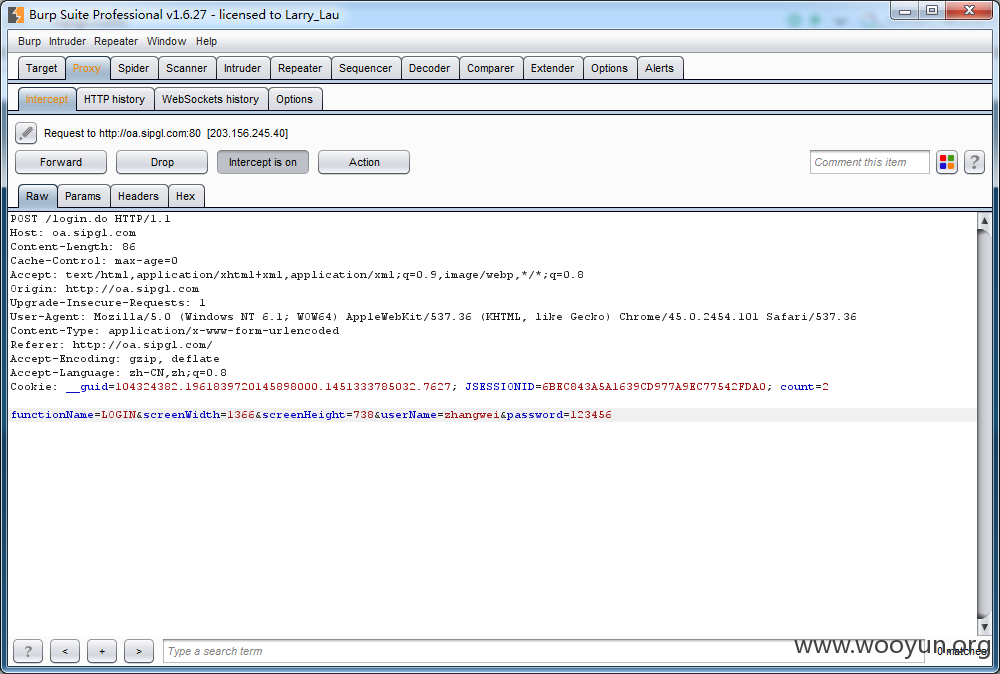 Burp Suite Professional v1.6.27 - licensed to Larry_Lau
Burp Intruder Repeater Window Help
Target Proxy Spider Scanner Intruder Repeater Sequencer Decoder Comparer Extender Options Alerts
Intercept HTTP history WebSockets history Options
Request to http://oa.sipgl.com:80 [203.156.245.40]
Forward Drop Intercept is on Action Comment this item ?
Raw Params Headers Hex
POST /login.do HTTP/1.1
Host: oa.sipgl.com
Content-Length: 86
Cache-Control: max-age=0
Accept: text/html,application/xhtml+xml,application/xml;q=0.9,image/webp,*/*;q=0.8
Origin: http://oa.sipgl.com
Upgrade-Insecure-Requests: 1
User-Agent: Mozilla/5.0 (Windows NT 6.1; WOW64) AppleWebKit/537.36 (KHTML, like Gecko) Chrome/45.0.2454.101 Safari/537.36
Content-Type: application/x-www-form-urlencoded
Referer: http://oa.sipgl.com/
Accept-Encoding: gzip, deflate
Accept-Language: zh-CN,zh;q=0.8
Cookie: __guid=104324382.1961839720145898000.1451333785032.7627; JSESSIONID=6BEC843A5A1639CD977A9EC77542FDA0; count=2
functionName=LOGIN&screenWidth=1366&screenHeight=738&userName=zhangwei&password=123456
? < + > Type a search term 0 matches
www.wooyun.org